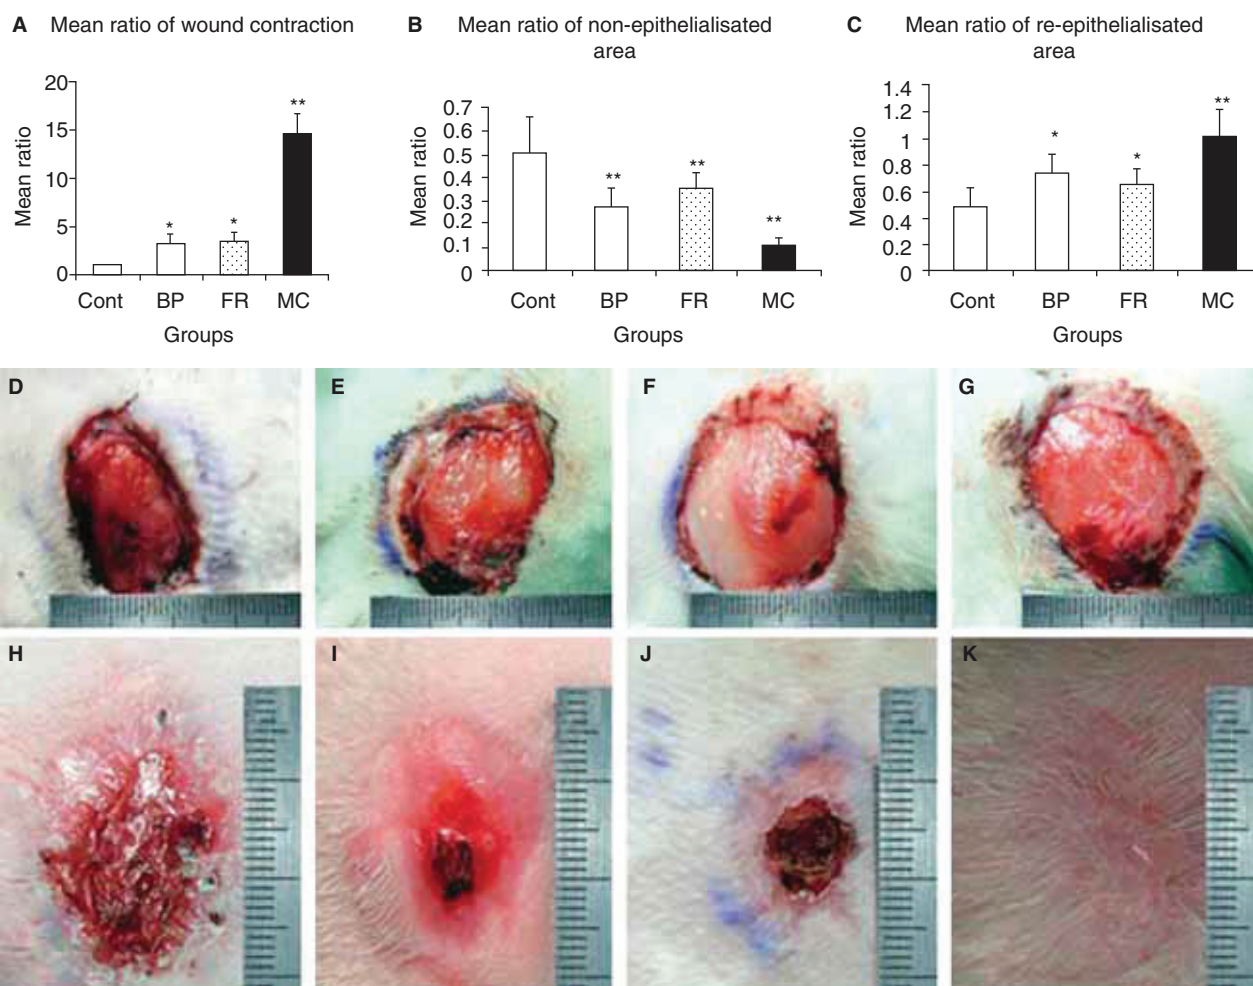 A Mean ratio of wound contraction
20
15
10
5
0
Mean ratio
* * **
Cont BP FR MC
Groups
B Mean ratio of non-epithelialisated
area
0.7
0.6
0.5
0.4
0.3
0.2
0.1
0
Mean ratio
** ** **
Cont BP FR MC
Groups
C Mean ratio of re-epithelialisated
area
1.4
1.2
1
0.8
0.6
0.4
0.2
0
Mean ratio
* * **
Cont BP FR MC
Groups
D E F G
H I J K